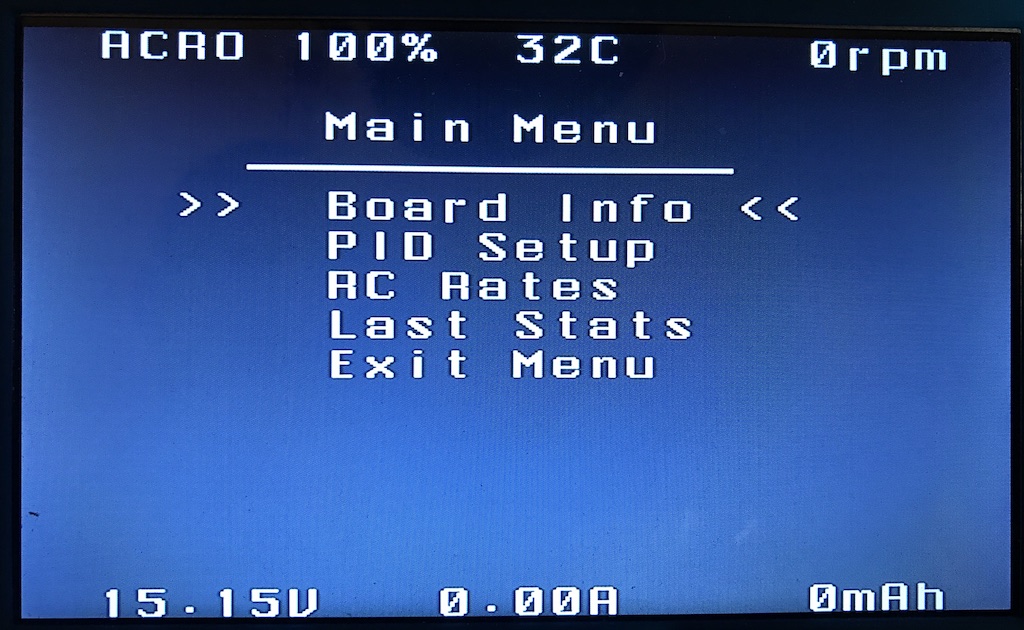 ACRO 100% 32C 0rpm
Main Menu
>> Board Info <<
PID Setup
RC Rates
Last Stats
Exit Menu
15.15V 0.00A 0mAh